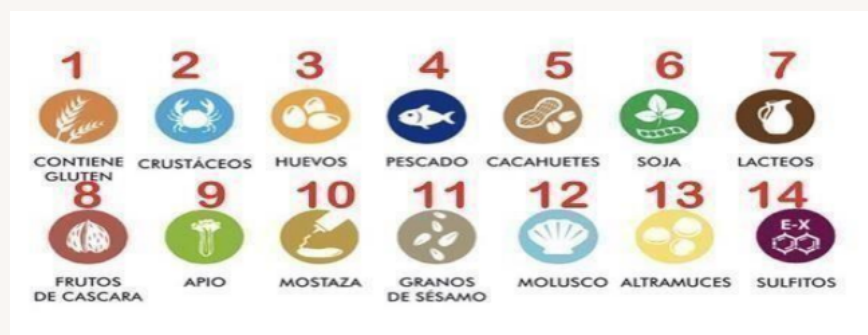 1 2 3 4 5 6 7
CONTIENE GLUTEN
CRUSTÁCEOS
HUEVOS
PESCADO
CACAHUETES
SOJA
LACTEOS
8 9 10 11 12 13 14
E-X
FRUTOS
DE CASCARA
APIO
MOSTAZA
GRANOS
DE SÉSAMO
MOLUSCO
ALTRAMUCES
SULFITOS